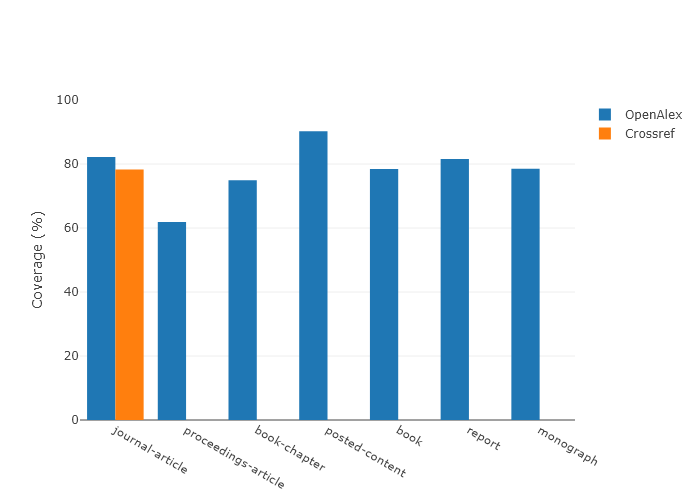 100
80
60
40
20
0
Coverage (%)
journal-article
proceedings-article
book-chapter
posted-content
book
report
monograph
OpenAlex
Crossref